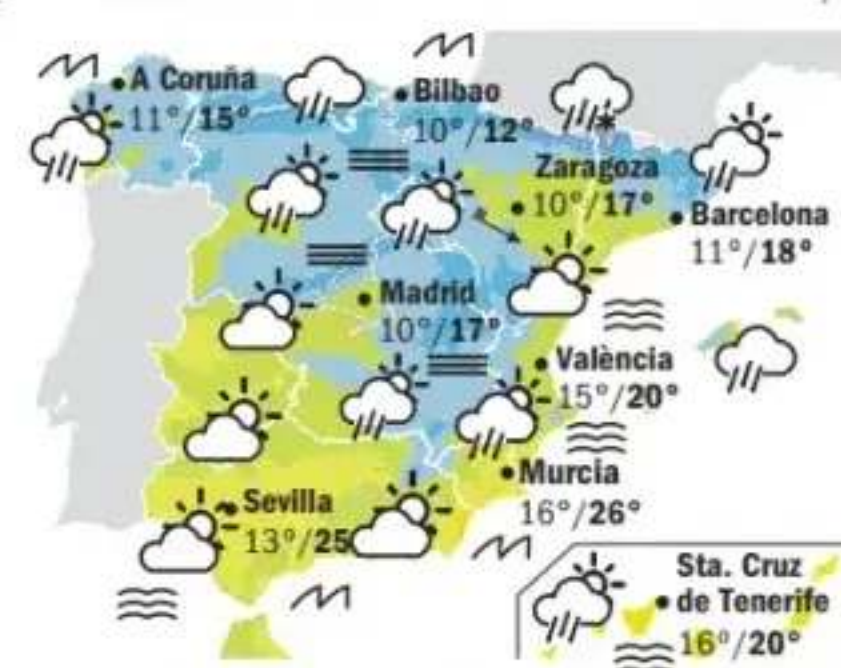 A Coruña
11°/15°
Bilbao
10°/12°
Zaragoza
10°/17°
Barcelona
11°/18°
Madrid
10°/17°
València
15°/20°
Murcia
16°/26°
Sevilla
13°/25
Sta. Cruz
de Tenerife
16°/20°